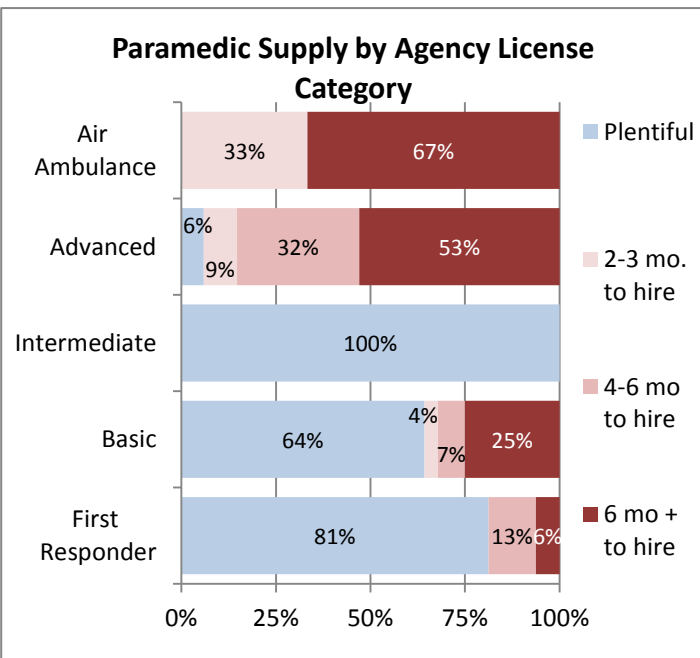 Paramedic Supply by Agency License
Category
Air
Ambulance
33%
67%
Plentiful
Advanced
6%
9%
32%
53%
2-3 mo.
to hire
Intermediate
100%
4-6 mo
to hire
Basic
64%
4%
7%
25%
First
Responder
81%
13%
6%
6 mo +
to hire
0%
25%
50%
75%
100%